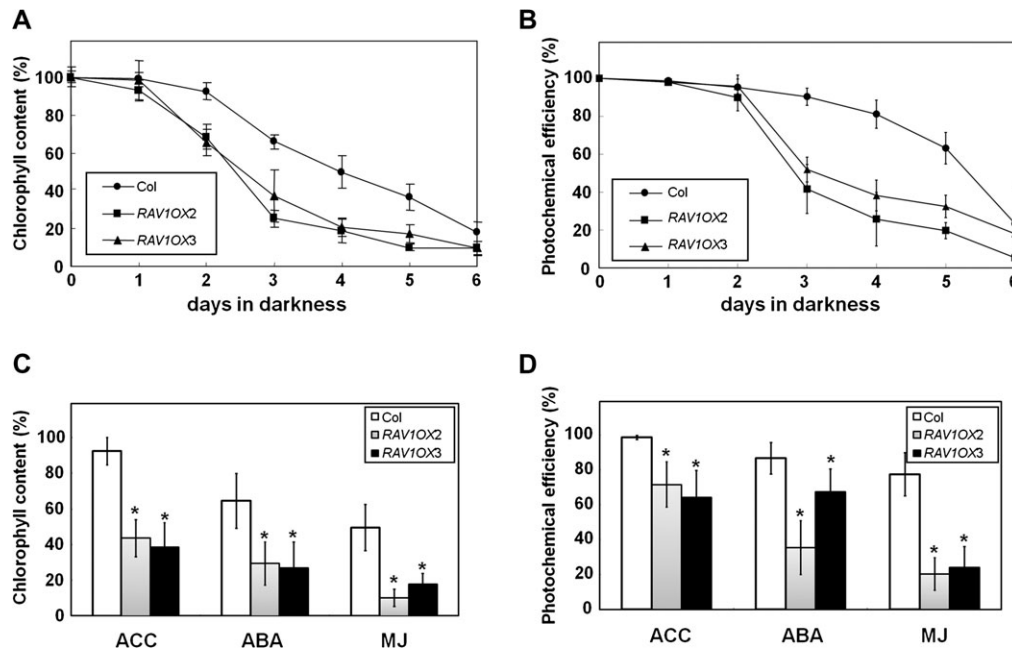 A
Chlorophyll content (%)
100
80
60
40
20
0
Col
RAV1OX2
RAV1OX3
0 1 2 3 4 5 6
days in darkness
B
Photochemical efficiency (%)
100
80
60
40
20
0
Col
RAV1OX2
RAV1OX3
0 1 2 3 4 5 6
days in darkness
C
Chlorophyll content (%)
100
80
60
40
20
0
Col
RAV1OX2
RAV1OX3
* *
* *
* *
ACC ABA MJ
D
Photochemical efficiency (%)
100
80
60
40
20
0
Col
RAV1OX2
RAV1OX3
* *
* *
* *
ACC ABA MJ